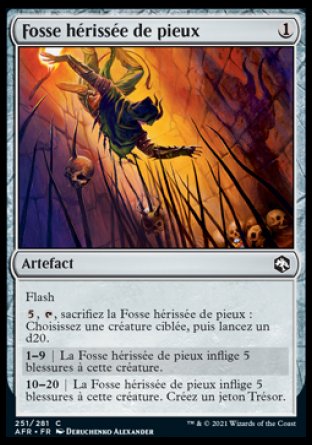 Fosse hérissée de pieux 1
Artefact
Flash
5, , sacrifiez la Fosse hérissée de pieux :
Choisissez une créature ciblée, puis lancez un
d20.
1–9 | La Fosse hérissée de pieux inflige 5
blessures à cette créature.
10–20 | La Fosse hérissée de pieux inflige 5
blessures à cette créature. Créez un jeton Trésor.
251/281 C
AFR • FR Deruchenko Alexander
™ & © 2021 Wizards of the Coast